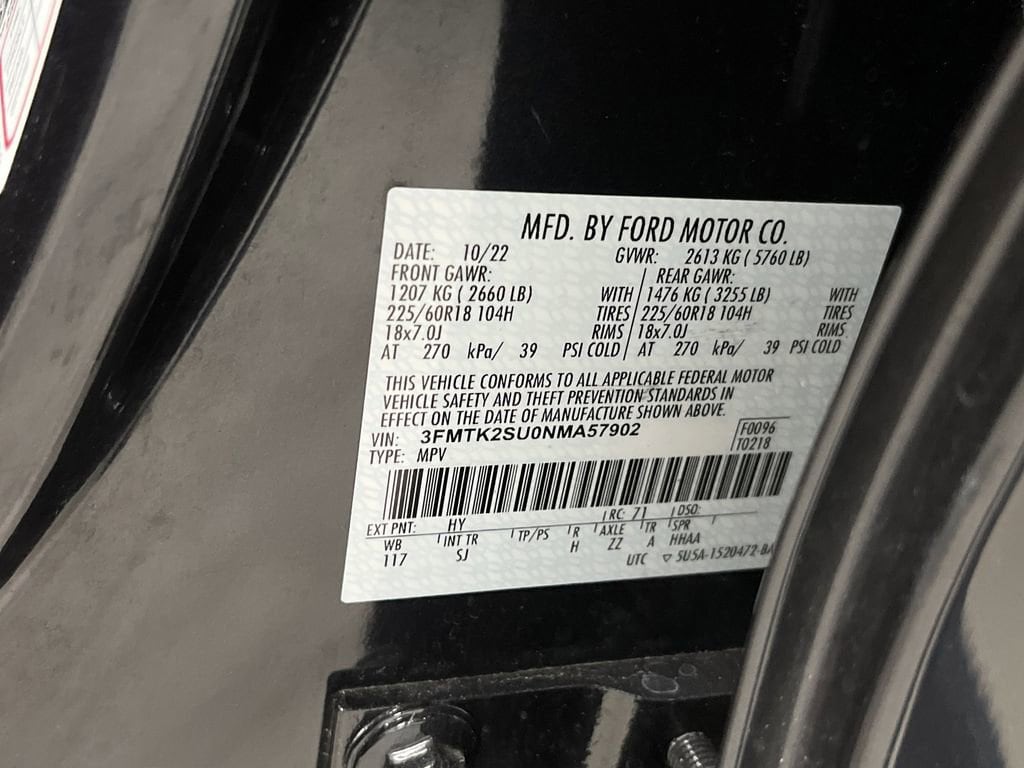 MFD. BY FORD MOTOR CO.
DATE: 10/22 GVWR: 2613 KG ( 5760 LB)
FRONT GAWR: REAR GAWR:
1207 KG ( 2660 LB) WITH 1476 KG ( 3255 LB) WITH
225/60R18 104H TIRES 225/60R18 104H TIRES
18x7.0J RIMS 18x7.0J RIMS
AT 270 kPa/ 39 PSI COLD AT 270 kPa/ 39 PSI COLD
THIS VEHICLE CONFORMS TO ALL APPLICABLE FEDERAL MOTOR
VEHICLE SAFETY AND THEFT PREVENTION STANDARDS IN
EFFECT ON THE DATE OF MANUFACTURE SHOWN ABOVE.
VIN: 3FMTK2SU0NMA57902 F0096
TYPE: MPV T0218
EXT PNT: HY RC: 71 DSO:
WB INT TR TP/PS R AXLE TR SPR
117 SJ H ZZ A HHAA
UTC ▽ 5U5A-1520472-BA